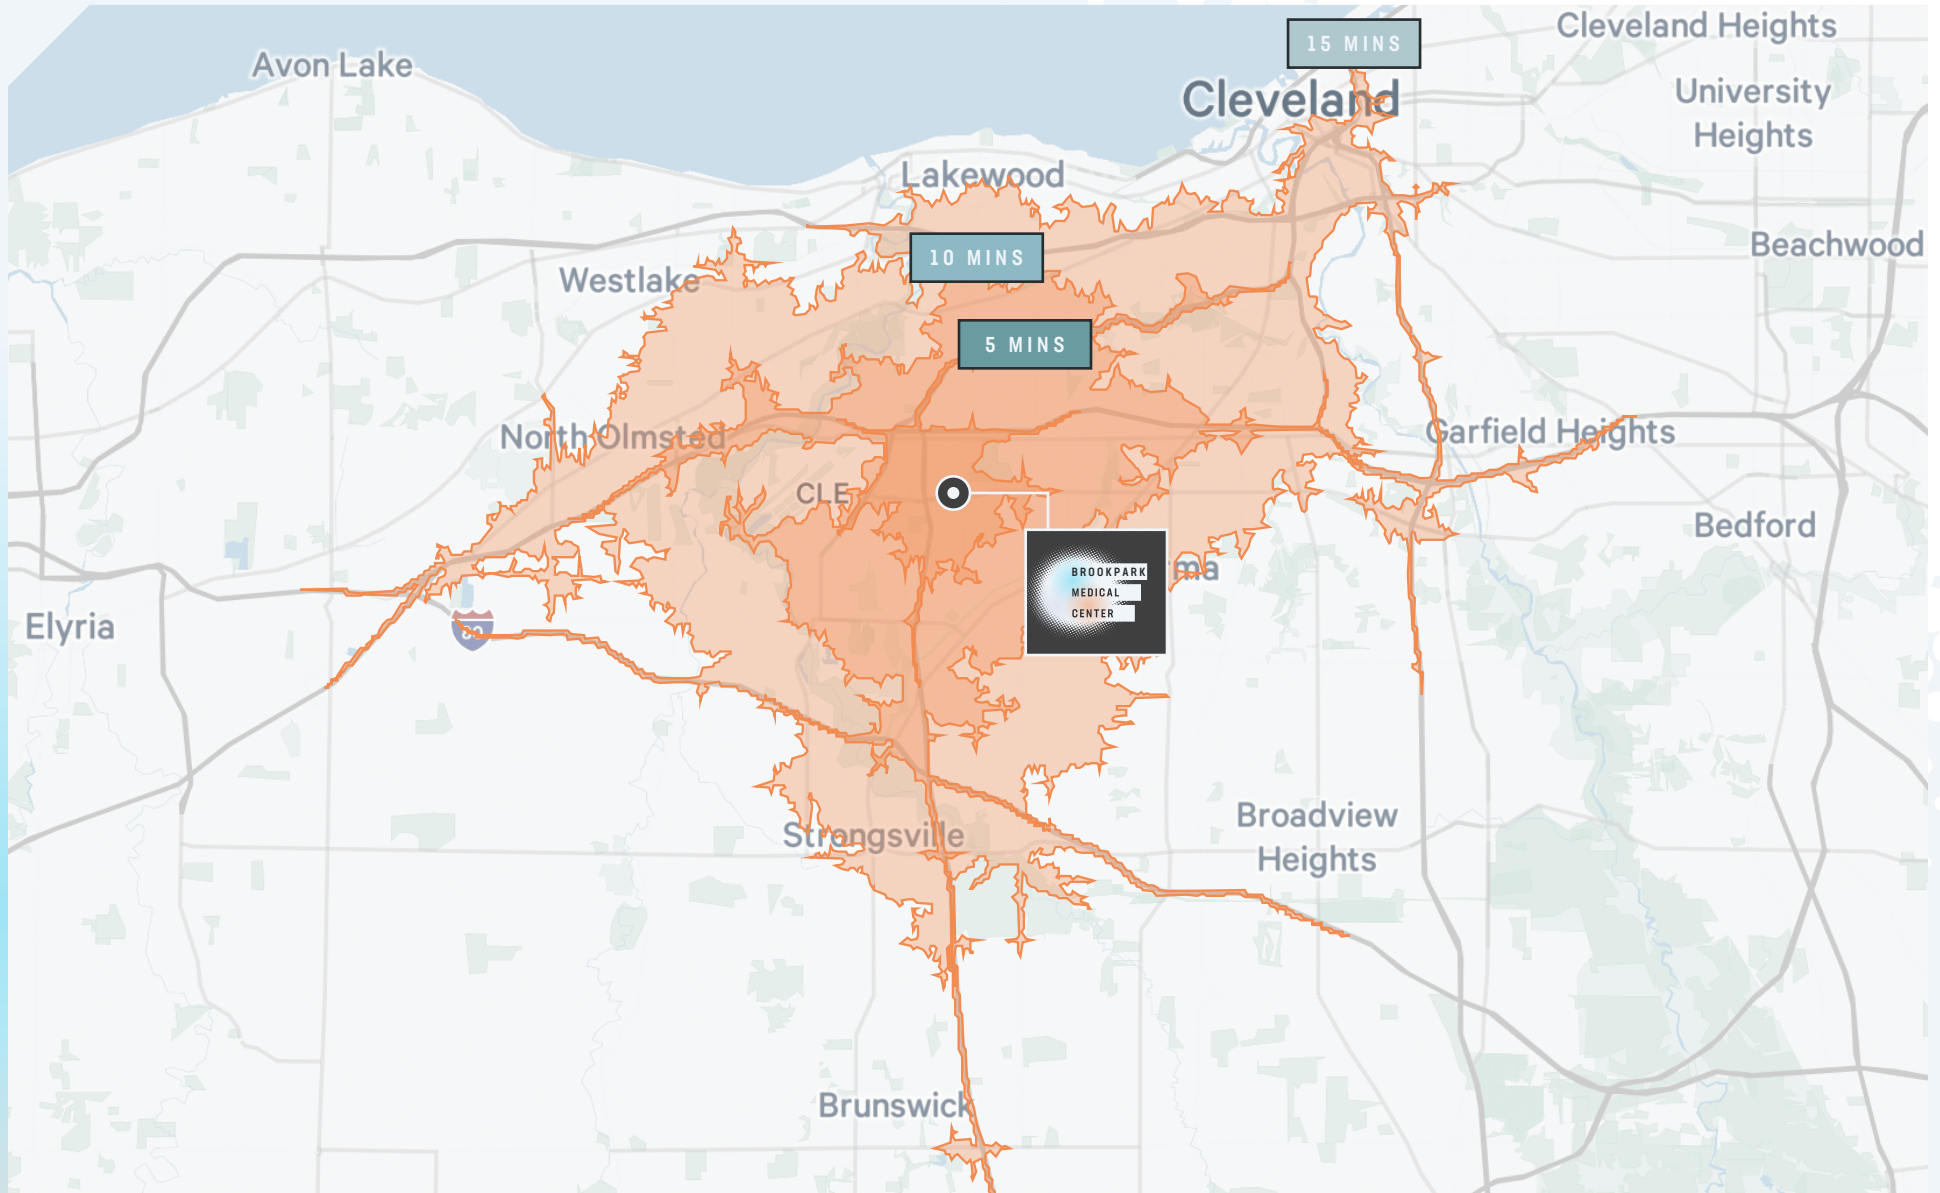 15 MINS
Cleveland Heights
Avon Lake
University
Heights
Cleveland
Lakewood
Beachwood
10 MINS
Westlake
5 MINS
North Olmsted
Garfield Heights
CLE
Bedford
ma
BROOKPARK
MEDICAL
CENTER
Elyria
Broadview
Heights
Strongsville
Brunswick